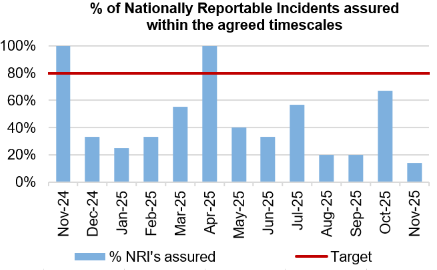 % of Nationally Reportable Incidents assured
within the agreed timescales
100%
80%
60%
40%
20%
0%
Nov-24
Dec-24
Jan-25
Feb-25
Mar-25
Apr-25
May-25
Jun-25
Jul-25
Aug-25
Sep-25
Oct-25
Nov-25
% NRI's assured
Target